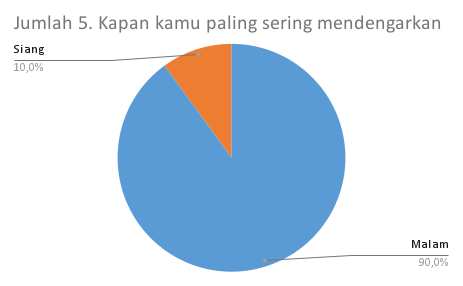 Jumlah 5. Kapan kamu paling sering mendengarkan
Siang
10,0%
Malam
90,0%